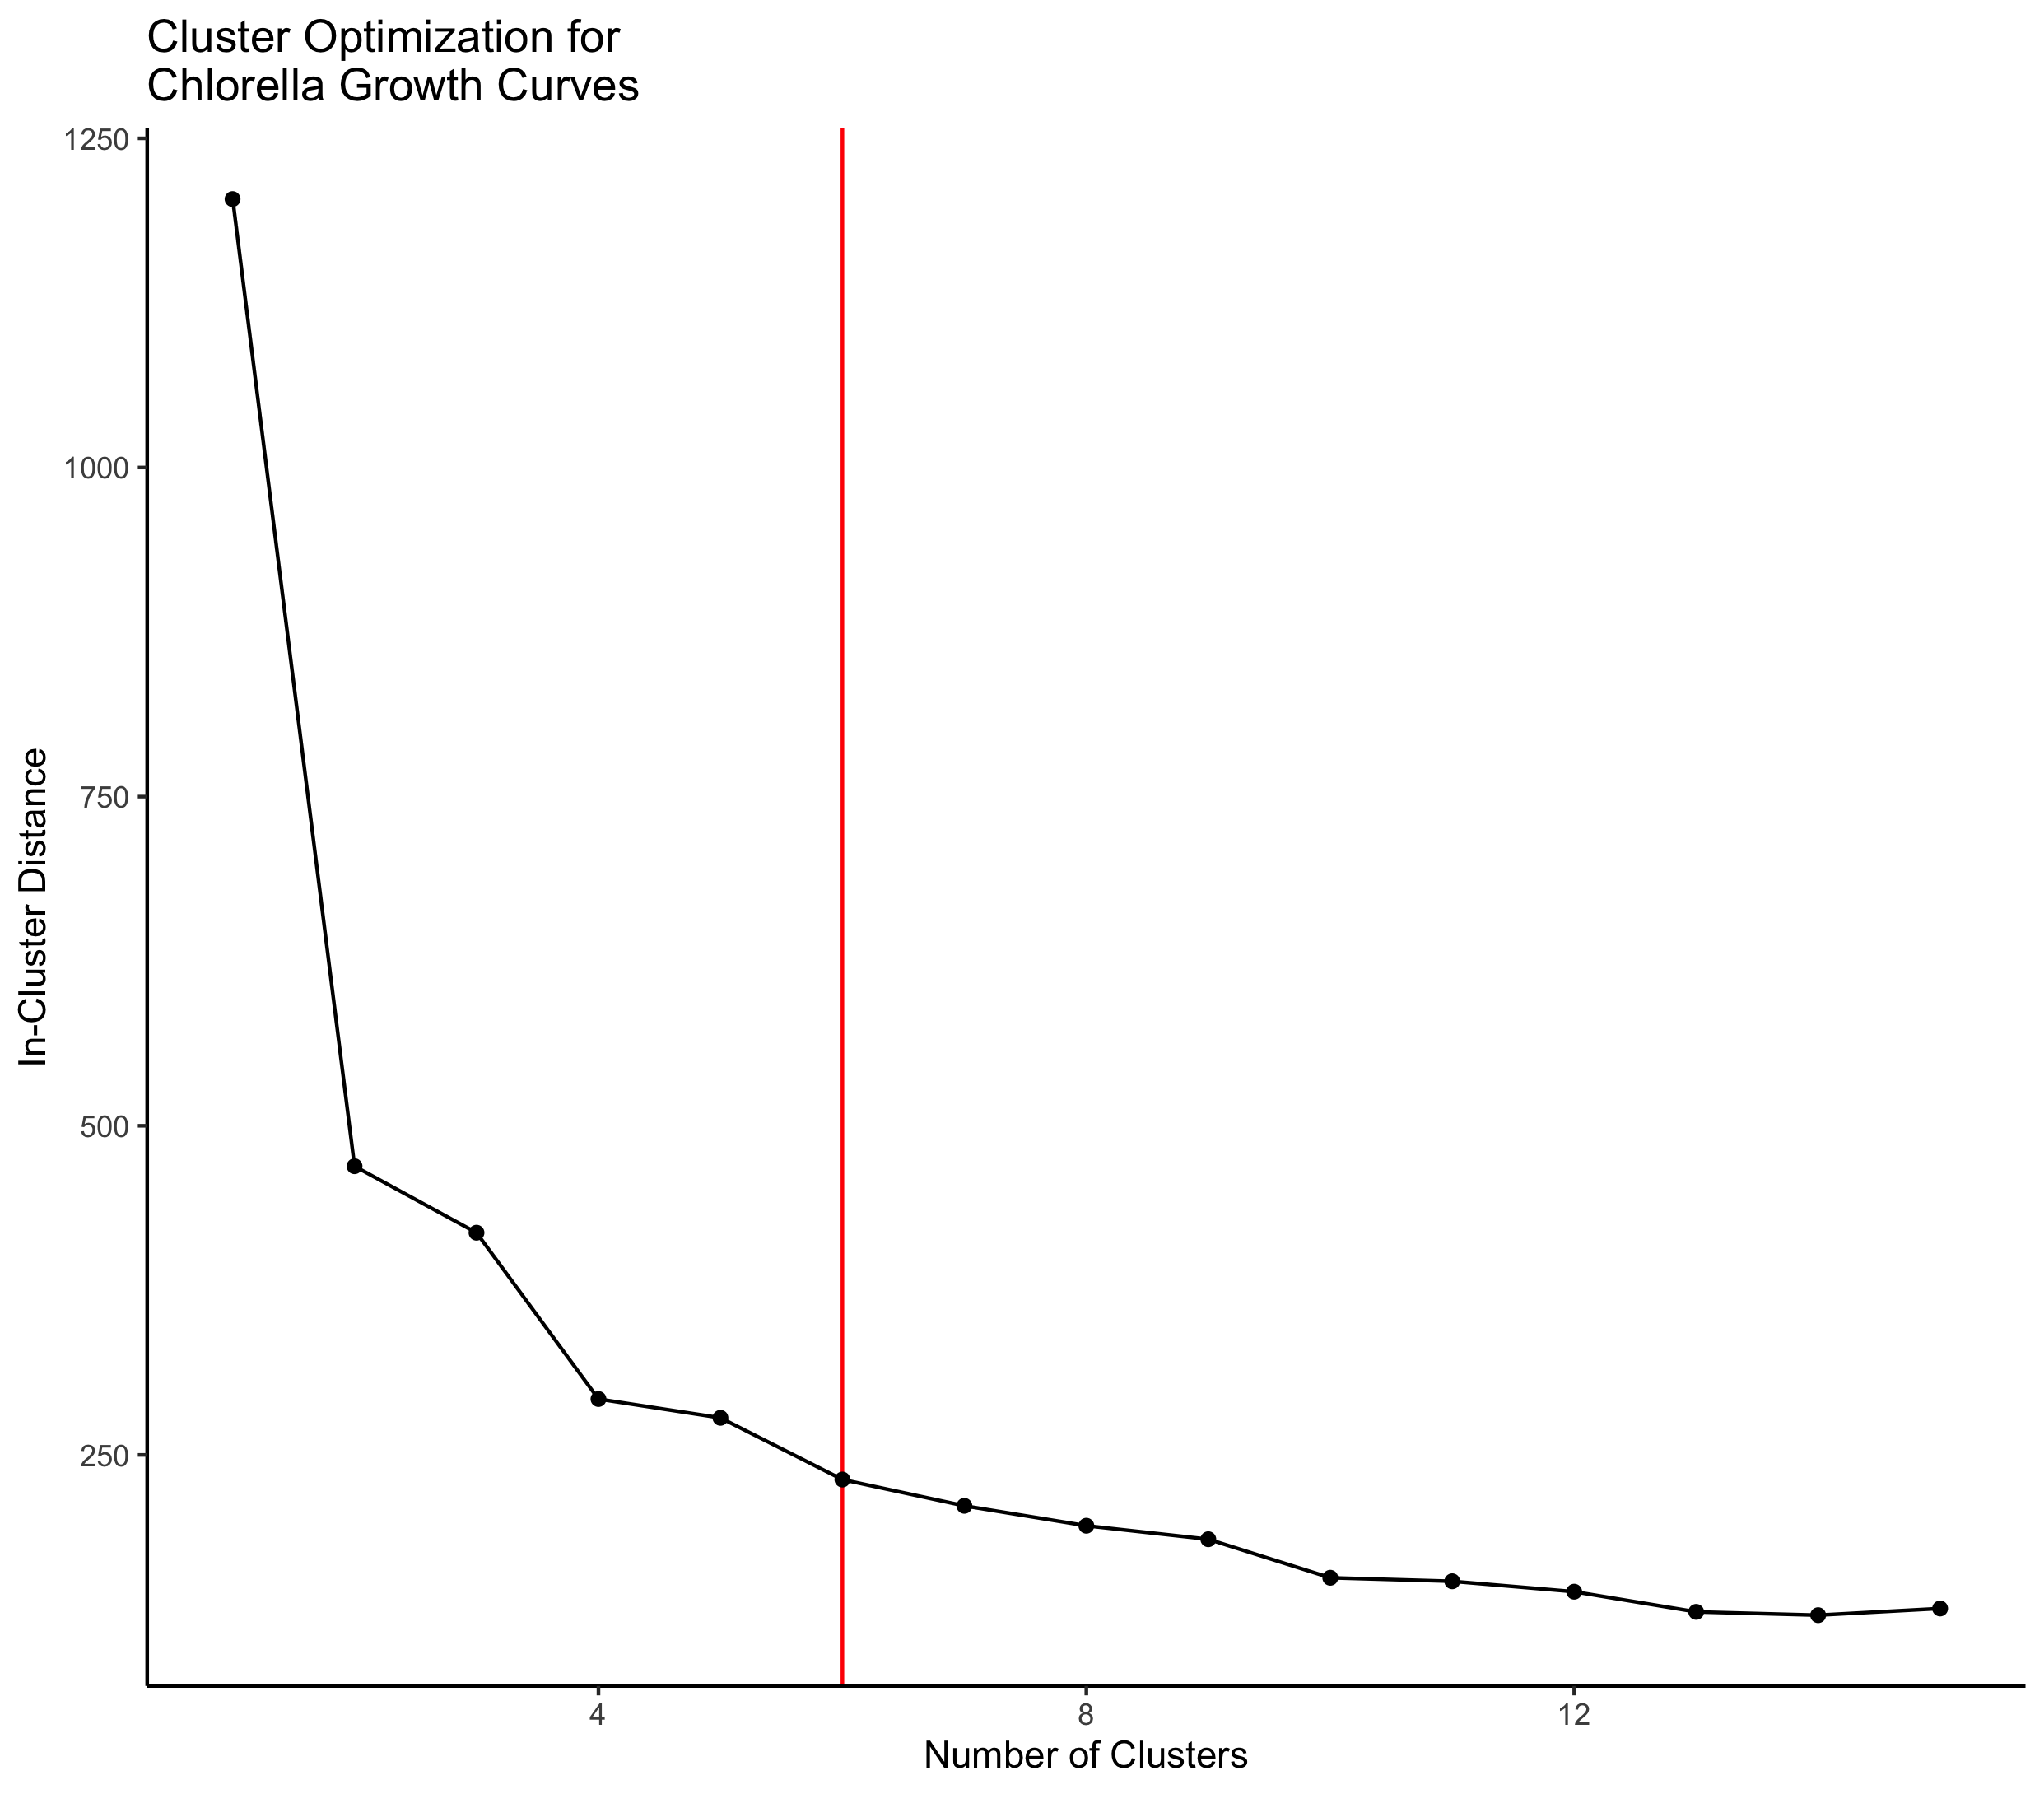 Cluster Optimization for
Chlorella Growth Curves
1250
1000
750
500
250
In-Cluster Distance
4
8
12
Number of Clusters